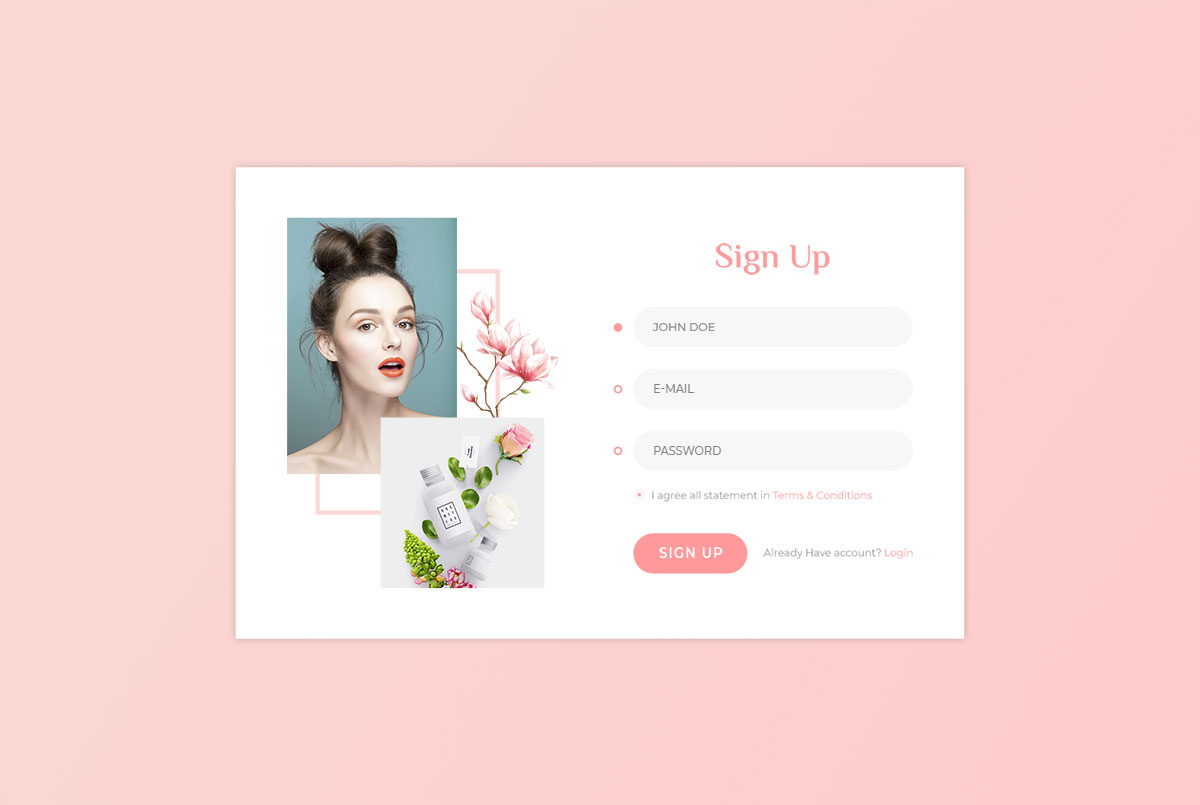 Sign Up
JOHN DOE
E-MAIL
PASSWORD
I agree all statement in Terms & Conditions
SIGN UP
Already Have account? Login